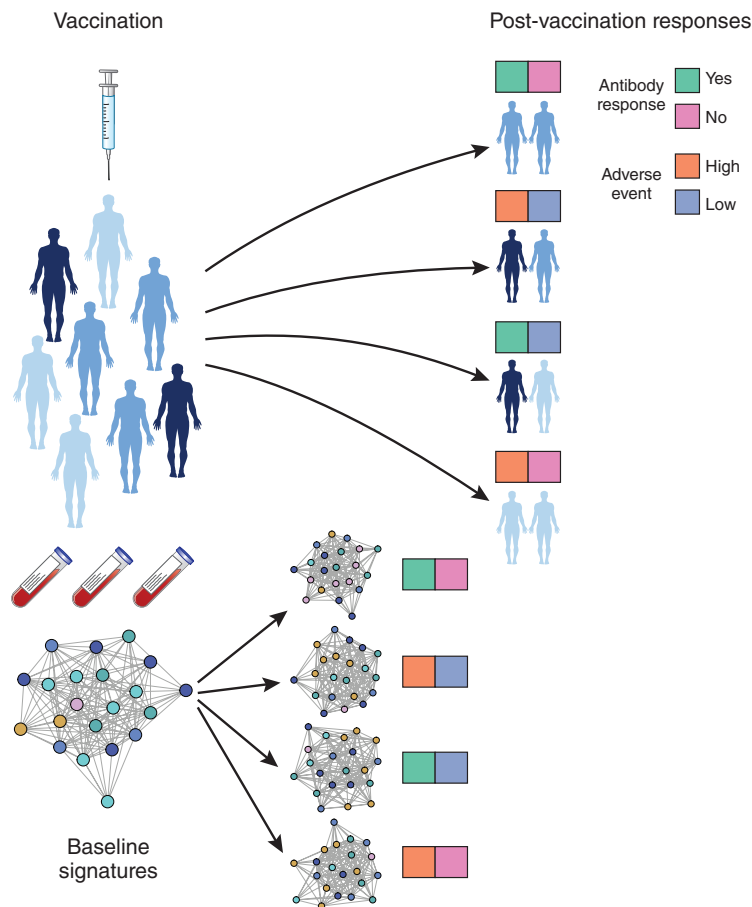 Vaccination
Post-vaccination responses
Antibody
response
Yes
No
Adverse
event
High
Low
Baseline
signatures